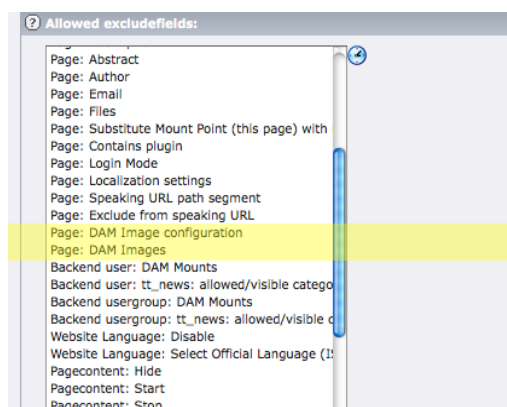 ? Allowed excludefields:
Page: Abstract
Page: Author
Page: Email
Page: Files
Page: Substitute Mount Point (this page) with
Page: Contains plugin
Page: Login Mode
Page: Localization settings
Page: Speaking URL path segment
Page: Exclude from speaking URL
Page: DAM Image configuration
Page: DAM Images
Backend user: DAM Mounts
Backend user: tt_news: allowed/visible catego
Backend usergroup: DAM Mounts
Backend usergroup: tt_news: allowed/visible c
Website Language: Disable
Website Language: Select Official Language (I
Pagecontent: Hide
Pagecontent: Start
Pagecontent: Stop